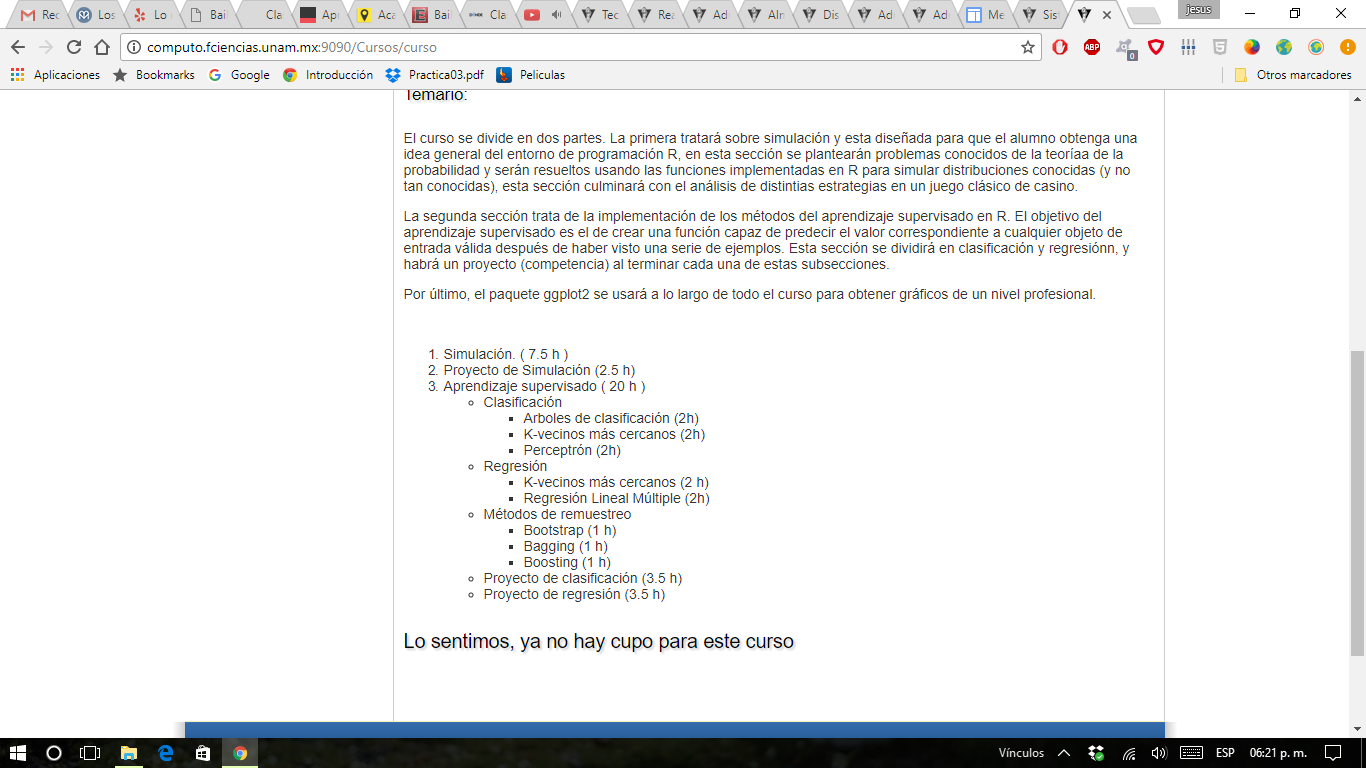 Rec
Los
Lo
Bail
Cla
Apr
Aca
Bail
Cla
Tec
Rea
Ad
Alr
Dis
Ad
Ad
Me
Sist
jesus
computo.fciencias.unam.mx:9090/Cursos/curso
ABP
0
Aplicaciones
Bookmarks
Google
Introducción
Practica03.pdf
Peliculas
Otros marcadores
Temario:
El curso se divide en dos partes. La primera tratará sobre simulación y esta diseñada para que el alumno obtenga una
idea general del entorno de programación R, en esta sección se plantearán problemas conocidos de la teoríaa de la
probabilidad y serán resueltos usando las funciones implementadas en R para simular distribuciones conocidas (y no
tan conocidas), esta sección culminará con el análisis de distintias estrategias en un juego clásico de casino.
La segunda sección trata de la implementación de los métodos del aprendizaje supervisado en R. El objetivo del
aprendizaje supervisado es el de crear una función capaz de predecir el valor correspondiente a cualquier objeto de
entrada válida después de haber visto una serie de ejemplos. Esta sección se dividirá en clasificación y regresiónn, y
habrá un proyecto (competencia) al terminar cada una de estas subsecciones.
Por último, el paquete ggplot2 se usará a lo largo de todo el curso para obtener gráficos de un nivel profesional.
1. Simulación. ( 7.5 h )
2. Proyecto de Simulación (2.5 h)
3. Aprendizaje supervisado ( 20 h )
Clasificación
Arboles de clasificación (2h)
K-vecinos más cercanos (2h)
Perceptrón (2h)
Regresión
K-vecinos más cercanos (2 h)
Regresión Lineal Múltiple (2h)
Métodos de remuestreo
Bootstrap (1 h)
Bagging (1 h)
Boosting (1 h)
Proyecto de clasificación (3.5 h)
Proyecto de regresión (3.5 h)
Lo sentimos, ya no hay cupo para este curso
Vínculos
ESP
06:21 p. m.